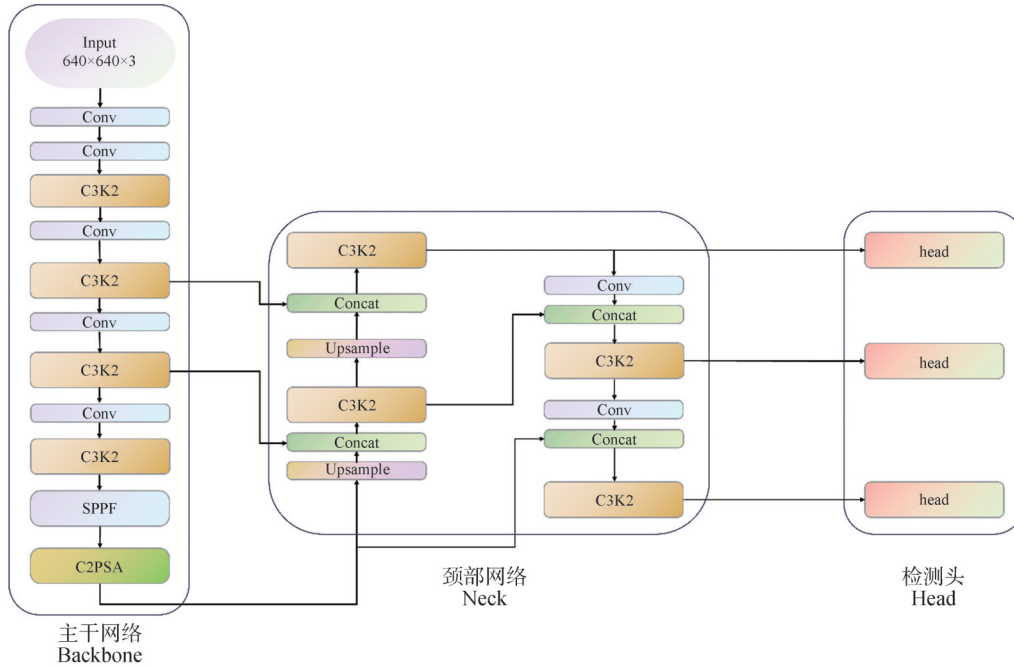 Input
640×640×3
Conv
Conv
C3K2
Conv
C3K2
Conv
C3K2
Conv
C3K2
SPPF
C2PSA
主干网络
Backbone
C3K2
Concat
Upsample
C3K2
Concat
Upsample
Conv
Concat
C3K2
Conv
Concat
C3K2
颈部网络
Neck
head
head
head
检测头
Head